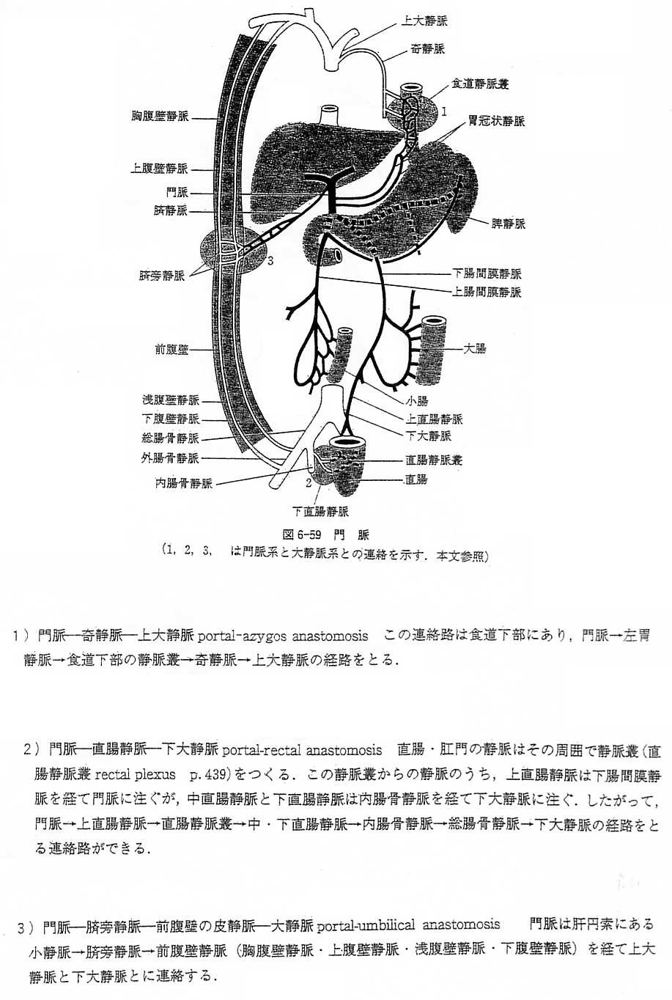 上大静脈
奇静脈
食道静脈叢
1
胸腹壁静脈
胃冠状静脈
上腹壁静脈
門脈
臍静脈
脾静脈
3
臍旁静脈
下腸間膜静脈
上腸間膜静脈
前腹壁
大腸
浅腹壁静脈
小腸
下腹壁静脈
上直腸静脈
総腸骨静脈
下大静脈
外腸骨静脈
直腸静脈叢
内腸骨静脈
2
直腸
下直腸静脈
図6-59 門 脈
(1, 2, 3, は門脈系と大静脈系との連絡を示す. 本文参照)
1) 門脈―奇静脈―上大静脈 portal-azygos anastomosis この連絡路は食道下部にあり, 門脈→左胃
静脈→食道下部の静脈叢→奇静脈→上大静脈の経路をとる.
2) 門脈―直腸静脈―下大静脈 portal-rectal anastomosis 直腸・肛門の静脈はその周囲で静脈叢(直
腸静脈叢 rectal plexus p. 439)をつくる. この静脈叢からの静脈のうち, 上直腸静脈は下腸間膜静
脈を経て門脈に注ぐが, 中直腸静脈と下直腸静脈は内腸骨静脈を経て下大静脈に注ぐ. したがって,
門脈→上直腸静脈→直腸静脈叢→中・下直腸静脈→内腸骨静脈→総腸骨静脈→下大静脈の経路をと
る連絡路ができる.
3) 門脈―臍旁静脈―前腹壁の皮静脈―大静脈 portal-umbilical anastomosis 門脈は肝円索にある
小静脈→臍旁静脈→前腹壁静脈 (胸腹壁静脈・上腹壁静脈・浅腹壁静脈・下腹壁静脈) を経て上大
静脈と下大静脈とに連絡する.